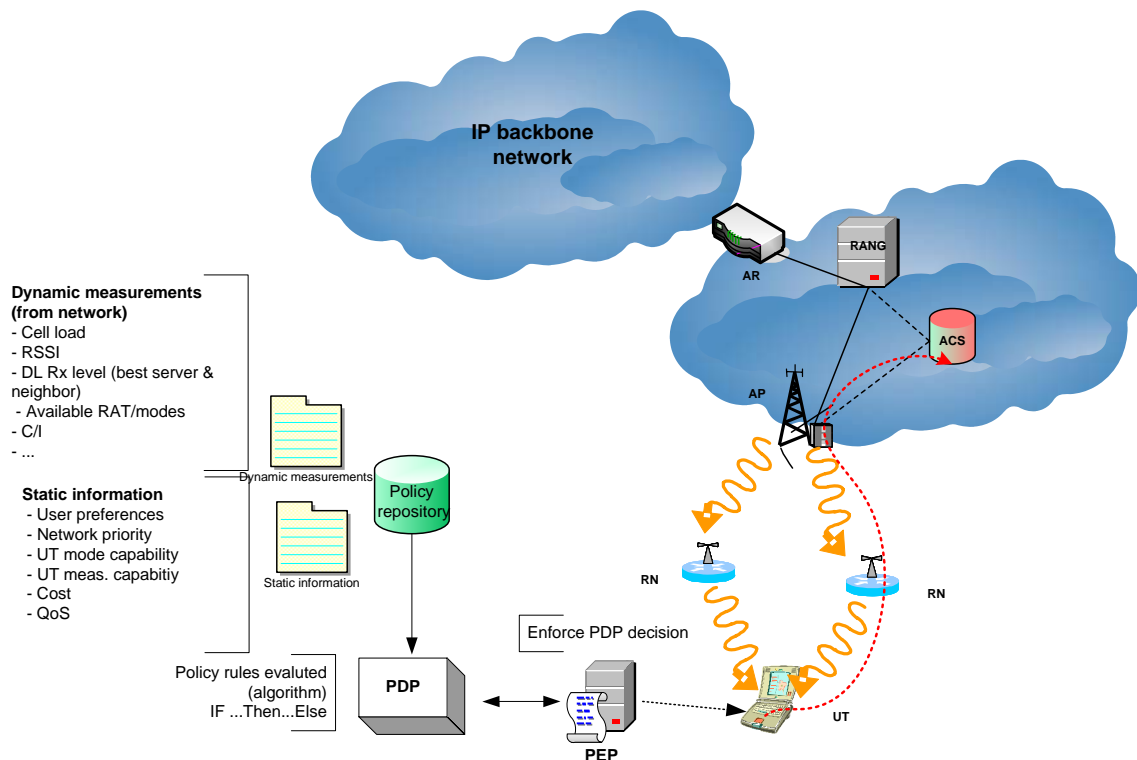 IP backbone
network
RANG
AR
ACS
AP
Dynamic measurements
(from network)
- Cell load
- RSSI
- DL Rx level (best server &
neighbor)
- Available RAT/modes
- C/I
- ...
Dynamic measurements
Policy
repository
Static information
- User preferences
- Network priority
- UT mode capability
- UT meas. capabitiy
- Cost
- QoS
Static information
RN
RN
Enforce PDP decision
Policy rules evaluted
(algorithm)
IF ...Then...Else
PDP
PEP
UT